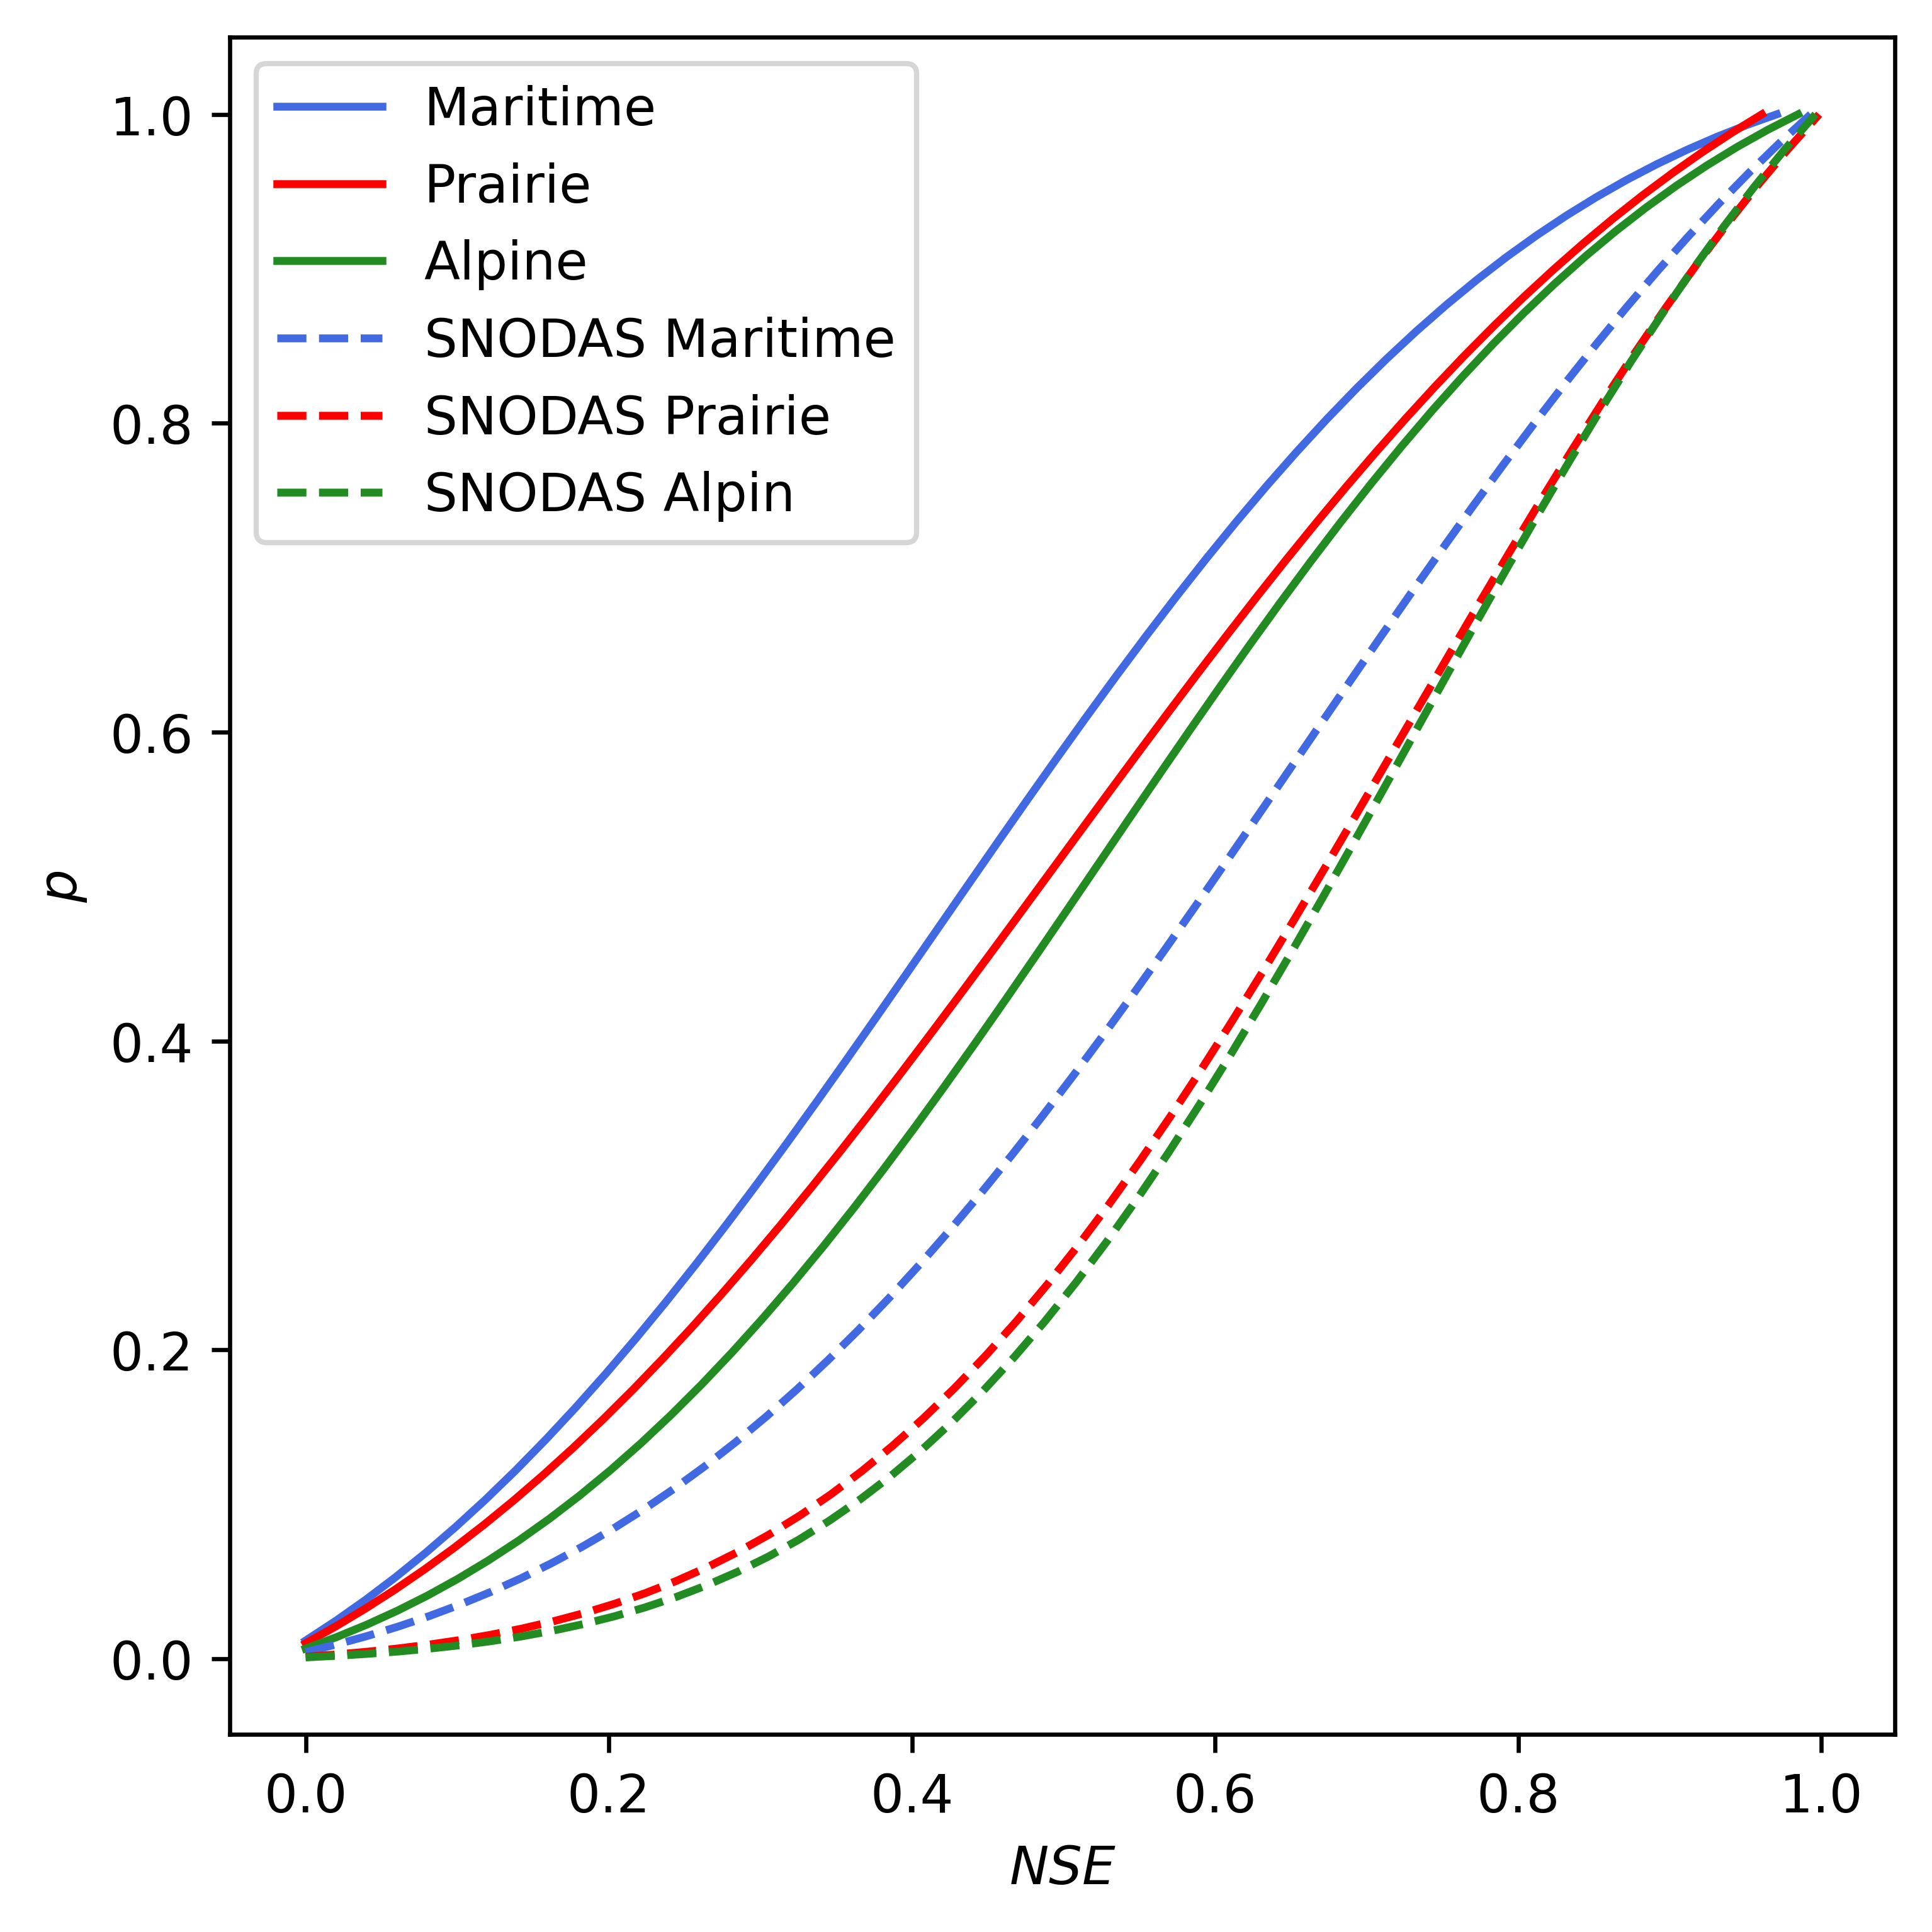 Maritime
Prairie
Alpine
SNODAS Maritime
SNODAS Prairie
SNODAS Alpin
1.0
0.8
0.6
0.4
0.2
0.0
p
0.0 0.2 0.4 0.6 0.8 1.0
NSE